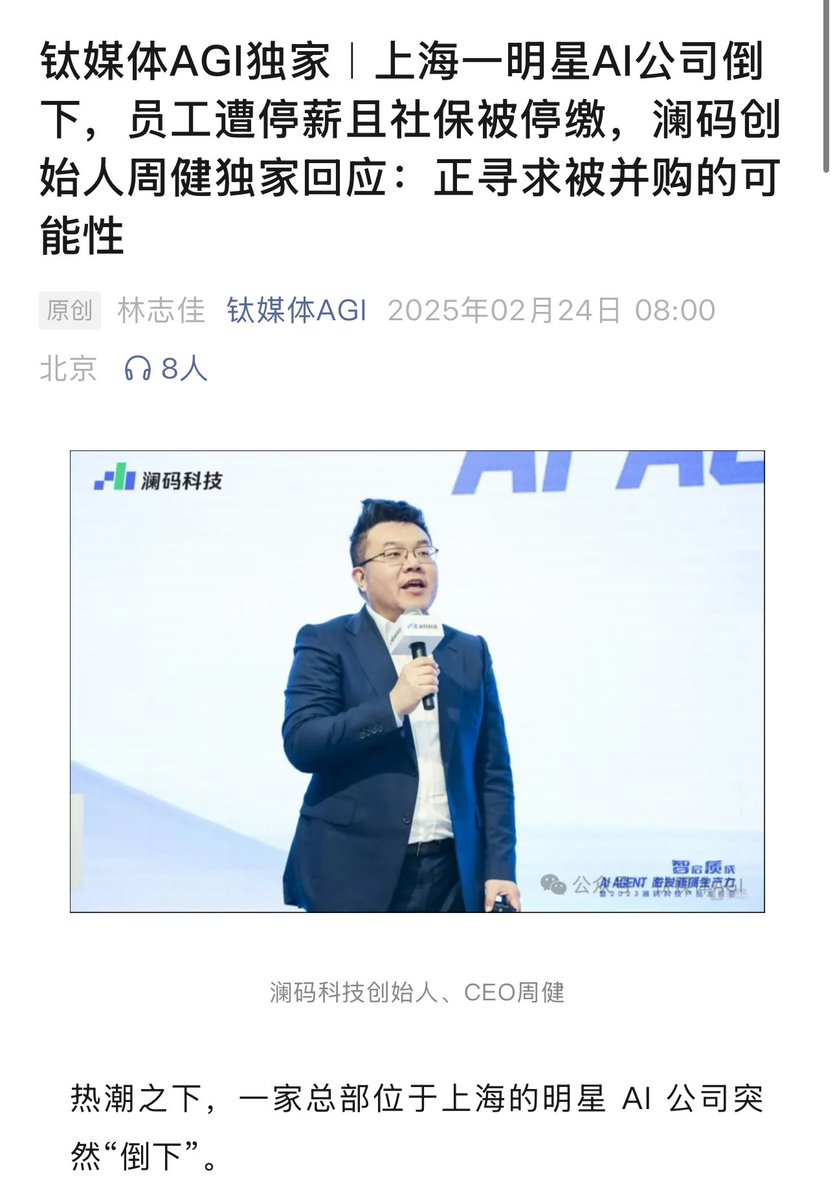 钛媒体AGI独家｜上海一明星AI公司倒
下，员工遭停薪且社保被停缴，澜码创
始人周健独家回应：正寻求被并购的可
能性
原创 林志佳 钛媒体AGI 2025年02月24日 08:00
北京 8人
澜码科技
AI AG
澜码科技
智启质成
AI AGENT 激发新质生产力
公众号
澜码科技创始人、CEO周健
热潮之下，一家总部位于上海的明星 AI 公司突
然“倒下”。